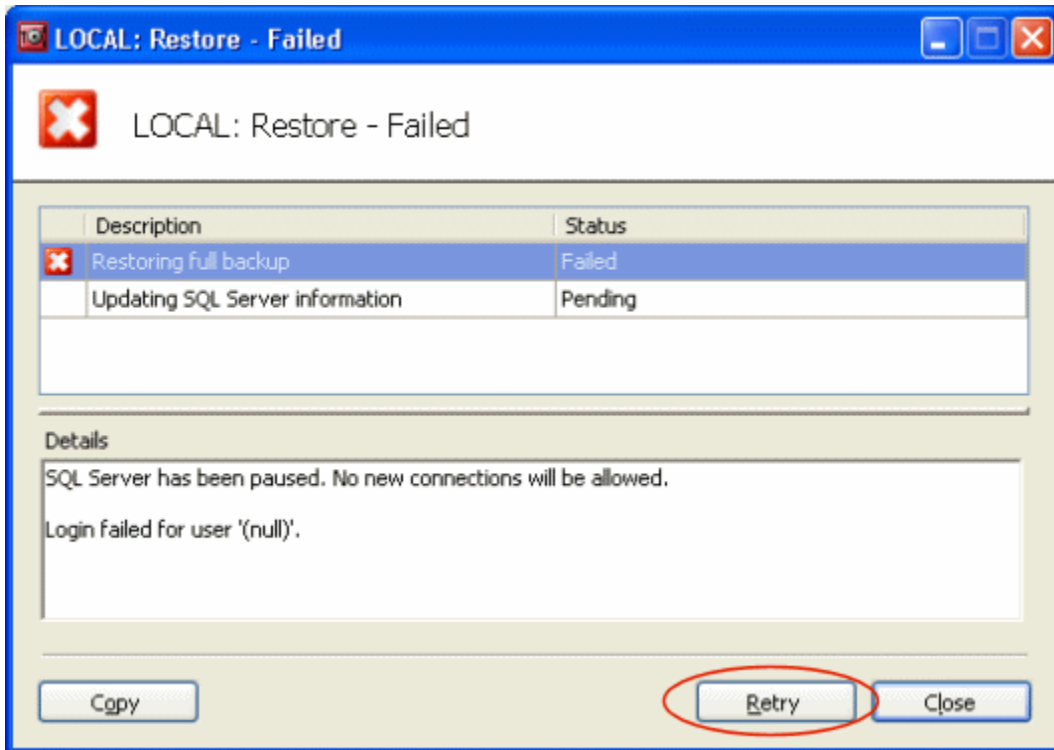 LOCAL: Restore - Failed
LOCAL: Restore - Failed
Description Status
Restoring full backup Failed
Updating SQL Server information Pending
Details
SQL Server has been paused. No new connections will be allowed.
Login failed for user '(null)'.
Copy Retry Close